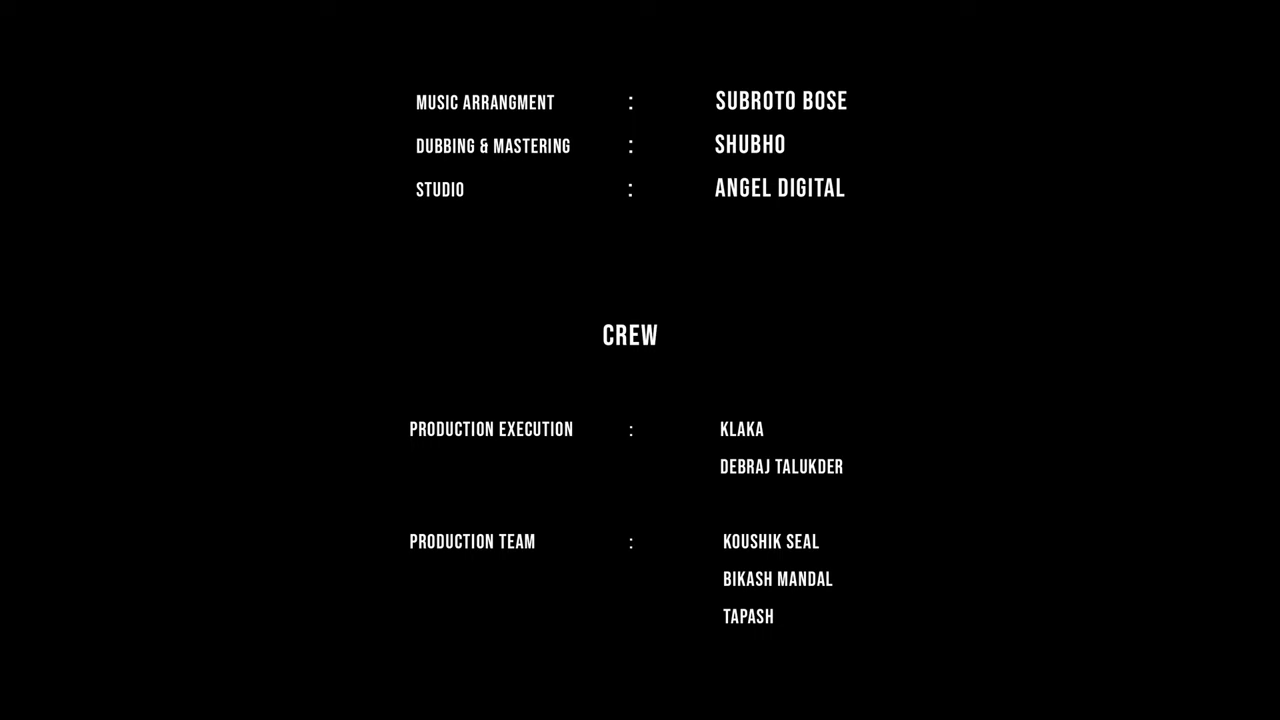 MUSIC ARRANGMENT : SUBROTO BOSE
DUBBING & MASTERING : SHUBHO
STUDIO : ANGEL DIGITAL
CREW
PRODUCTION EXECUTION : KLAKA
DEBRAJ TALUKDER
PRODUCTION TEAM : KOUSHIK SEAL
BIKASH MANDAL
TAPASH